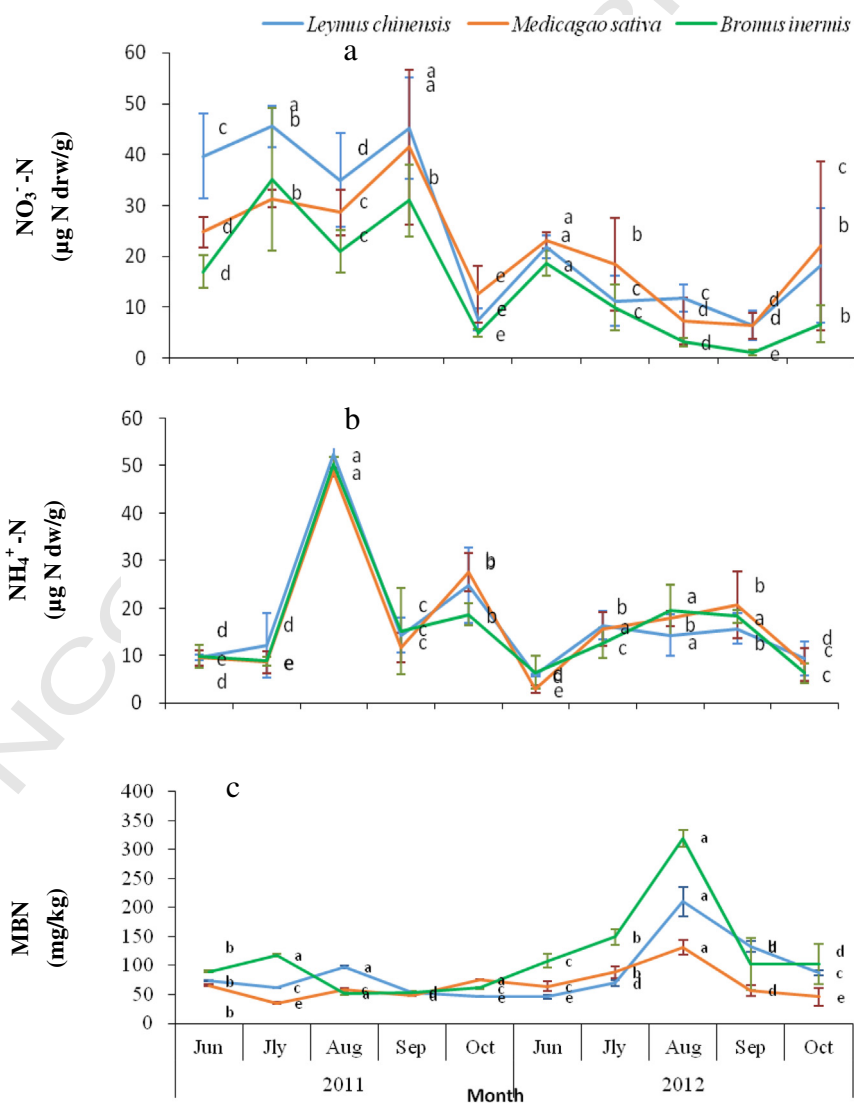 Leymus chinensis Medicagao sativa Bromus inermis
a
60
50
40
30
20
10
0
NO₃⁻-N
(µg N drw/g)
c a b d a a
d b c b
d c
e e e
a a a
b c c
c d d
d d e
c b b
b
60
50
40
30
20
10
0
NH₄⁺-N
(µg N dw/g)
d e d
d e
a a
c c c
b b b
d c e
b a c
a b a
b a b
d c c
c
400
350
300
250
200
150
100
50
0
MBN
(mg/kg)
b b b
a c e
a a
d d
a c e
c c e
b b d
a a a
b d
d c e
Jun Jly Aug Sep Oct Jun Jly Aug Sep Oct
2011 2012
Month